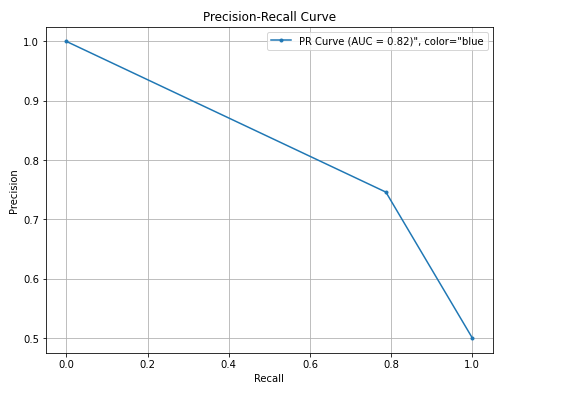 Precision-Recall Curve
PR Curve (AUC = 0.82)", color="blue
1.0
0.9
0.8
0.7
0.6
0.5
Precision
0.0 0.2 0.4 0.6 0.8 1.0
Recall